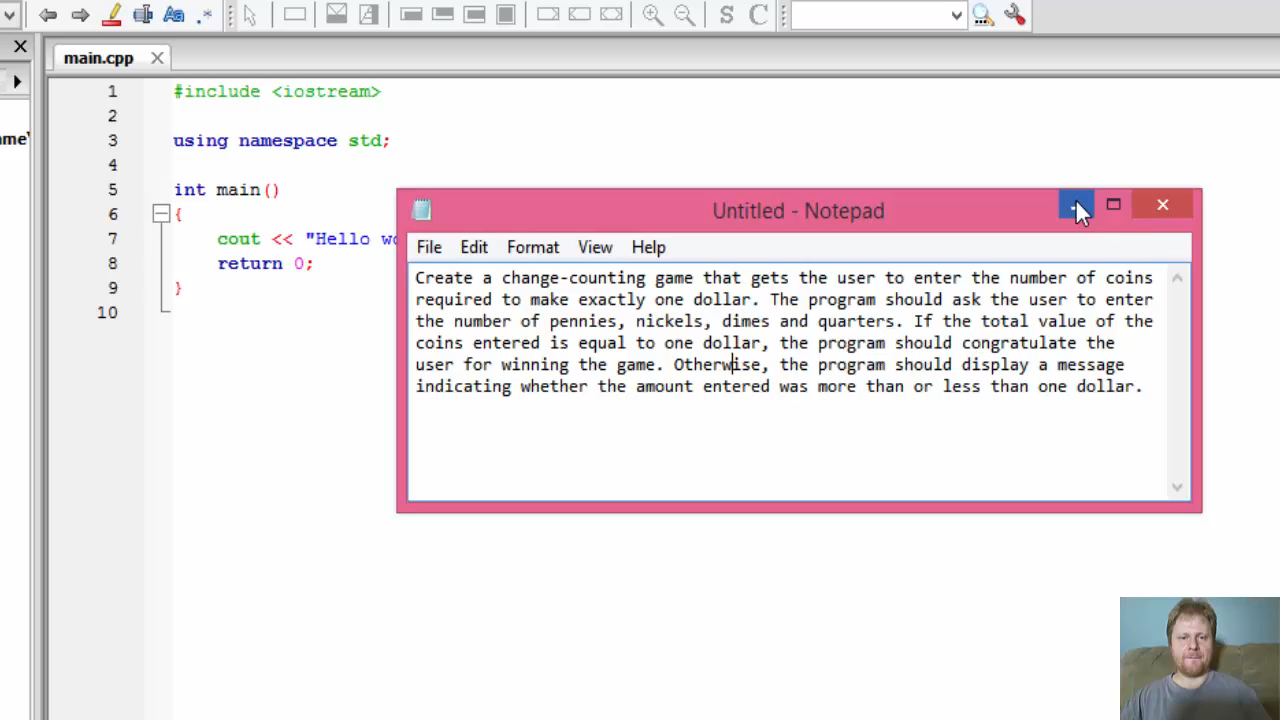 main.cpp
1 #include <iostream>
2
3 using namespace std;
4
ame
5 int main()
6 {
7 cout << "Hello wo
8 return 0;
9 }
10
Untitled - Notepad
File Edit Format View Help
Create a change-counting game that gets the user to enter the number of coins
required to make exactly one dollar. The program should ask the user to enter
the number of pennies, nickels, dimes and quarters. If the total value of the
coins entered is equal to one dollar, the program should congratulate the
user for winning the game. Otherwise, the program should display a message
indicating whether the amount entered was more than or less than one dollar.